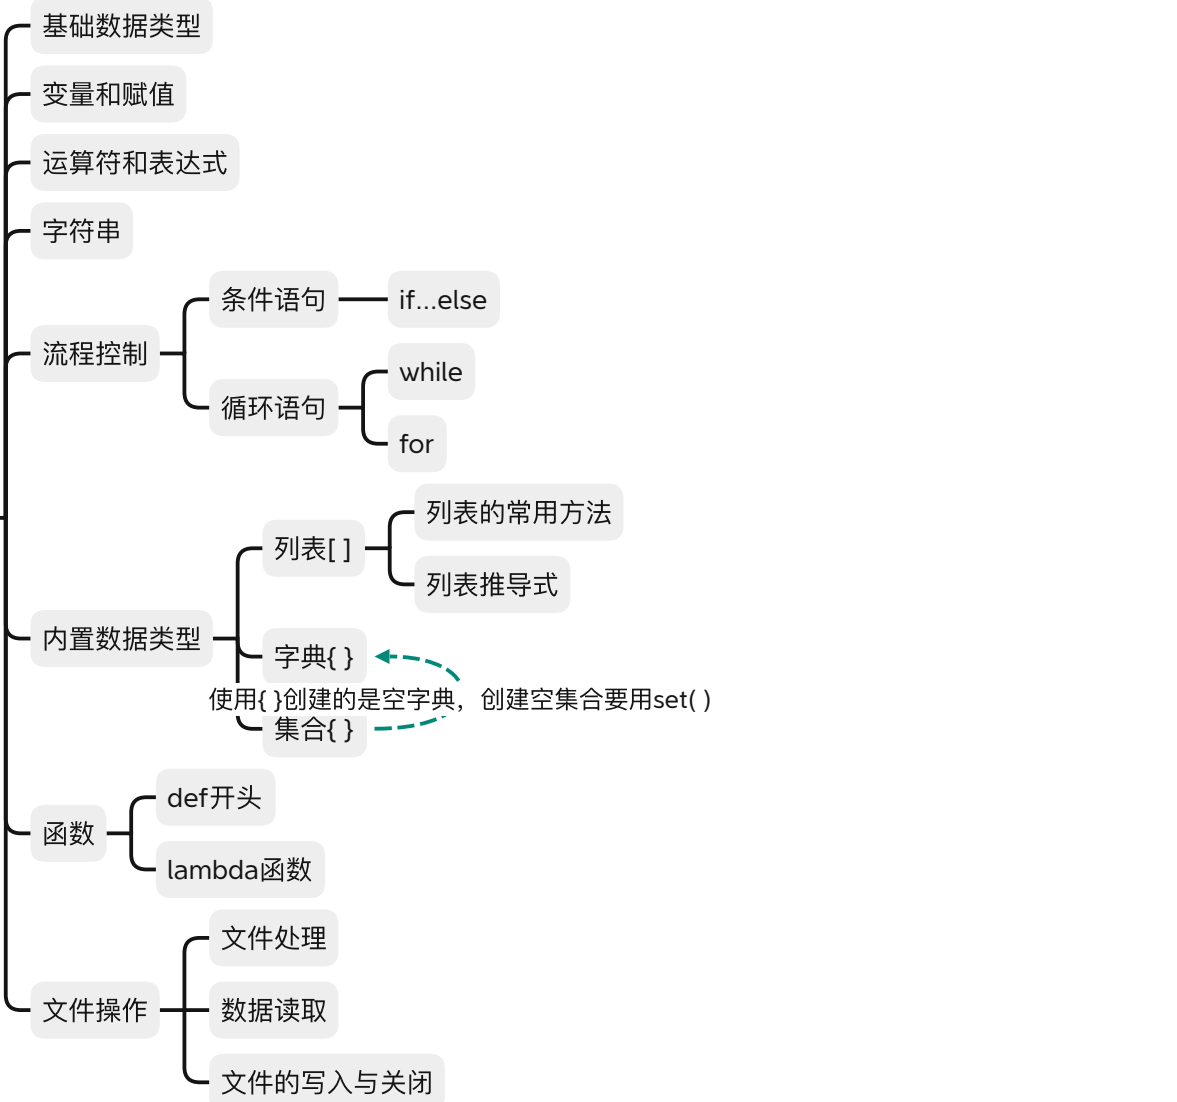 基础数据类型
变量和赋值
运算符和表达式
字符串
流程控制
条件语句
if...else
循环语句
while
for
内置数据类型
列表[ ]
列表的常用方法
列表推导式
字典{ }
使用{ }创建的是空字典，创建空集合要用set( )
集合{ }
函数
def开头
lambda函数
文件操作
文件处理
数据读取
文件的写入与关闭